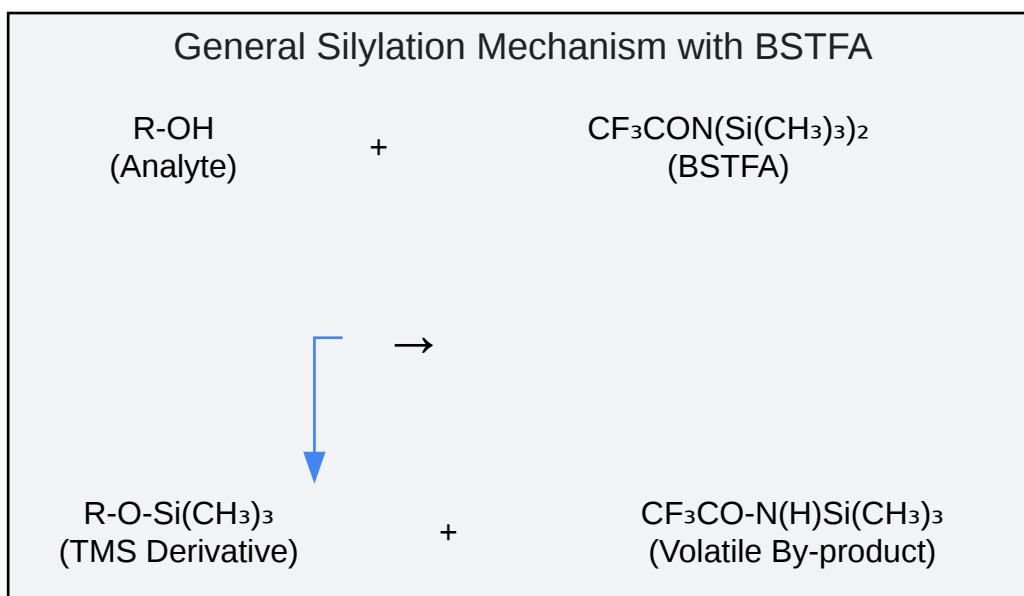 General Silylation Mechanism with BSTFA
R-OH + CF₃CON(Si(CH₃)₃)₂
(Analyte) (BSTFA)
→
R-O-Si(CH₃)₃ + CF₃CO-N(H)Si(CH₃)₃
(TMS Derivative) (Volatile By-product)